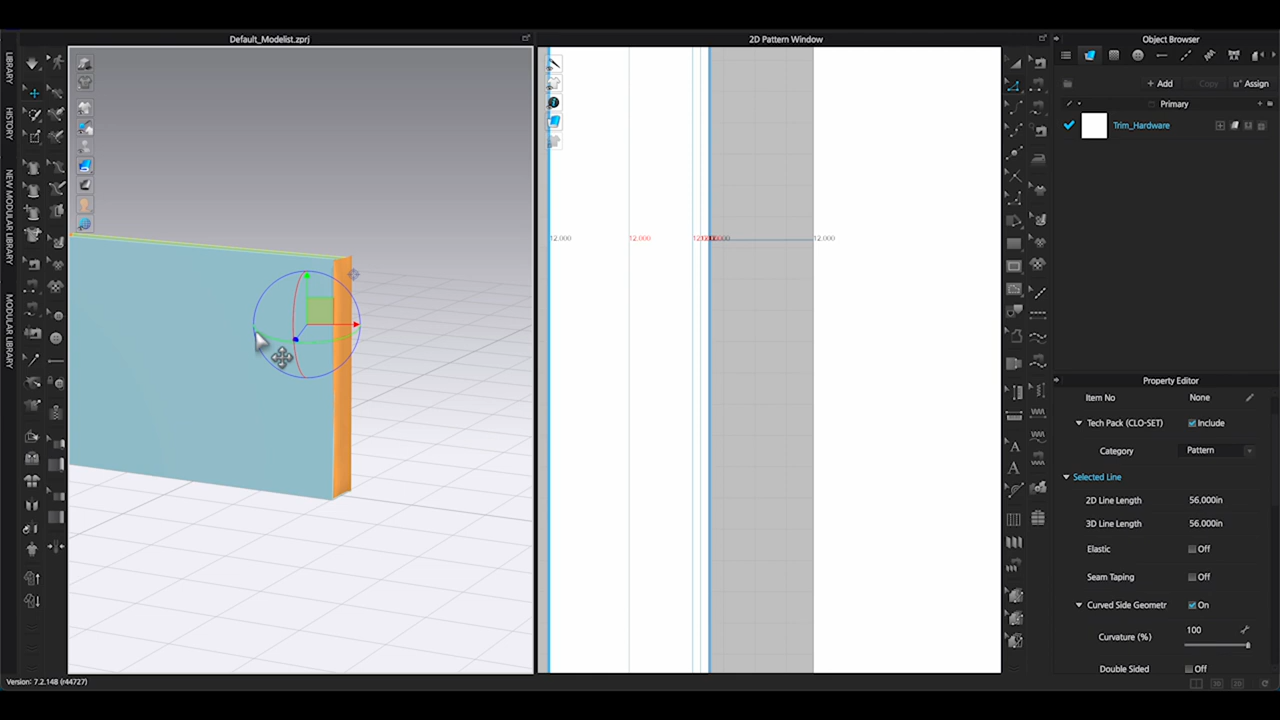 Default_Modelist.zprj
2D Pattern Window
Object Browser
LIBRARY
HISTORY
NEW MODULAR LIBRARY
MODULAR LIBRARY
+ Add
Copy
Assign
Primary
Trim_Hardware
12.000
12.000
12.000
Property Editor
Item No
None
Tech Pack (CLO-SET)
Include
Category
Pattern
Selected Line
2D Line Length
56.000in
3D Line Length
56.000in
Elastic
Off
Seam Taping
Off
Curved Side Geometr
On
Curvature (%)
100
Double Sided
Off
Version: 7.2.148 (r44727)
3D
2D